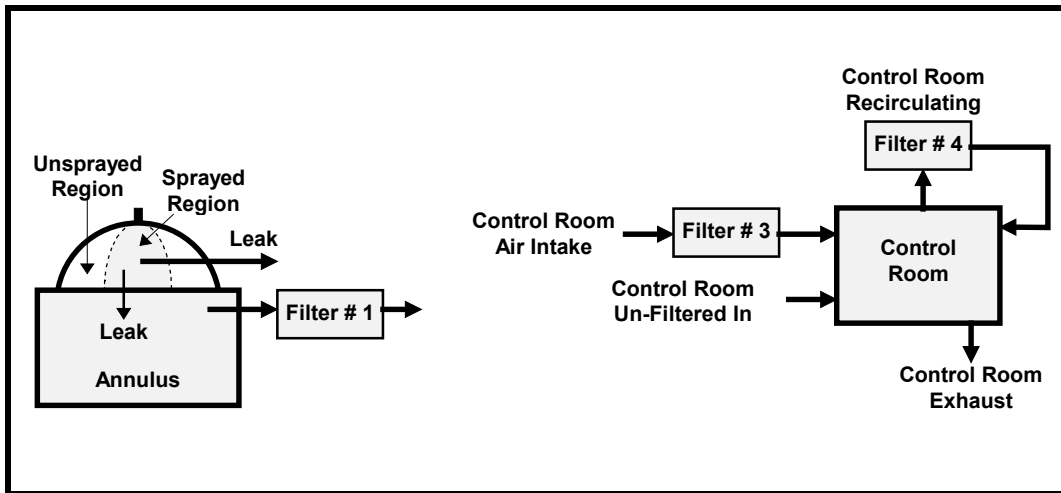 Unsprayed
Region
Sprayed
Region
Leak
Leak
Annulus
Filter # 1
Control Room
Recirculating
Filter # 4
Control Room
Air Intake
Filter # 3
Control
Room
Control Room
Un-Filtered In
Control Room
Exhaust